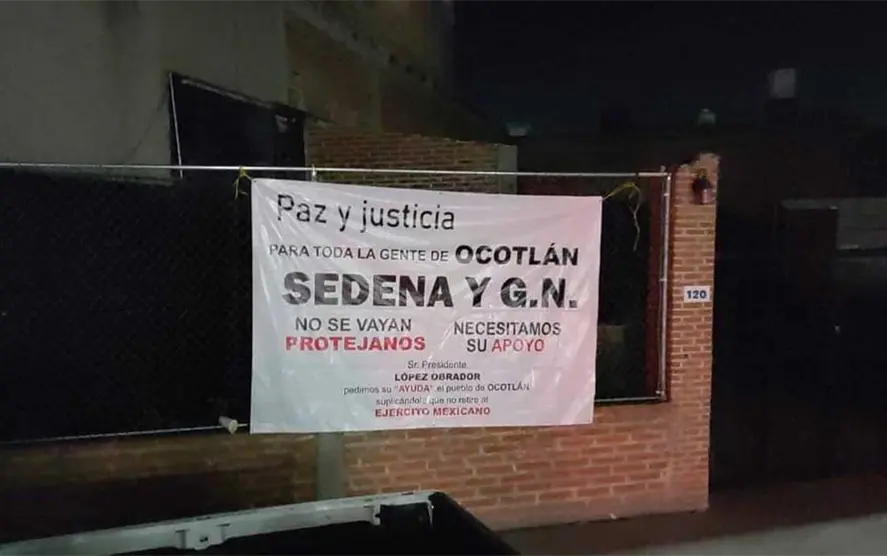 Paz y justicia
PARA TODA LA GENTE DE OCOTLÁN
SEDENA Y G.N.
NO SE VAYAN
PROTEJANOS
NECESITAMOS
SU APOYO
Sr. Presidente
LÓPEZ OBRADOR
pedimos su "AYUDA" el pueblo de OCOTLÁN
suplicándole que no retire al
EJERCITO MEXICANO
120